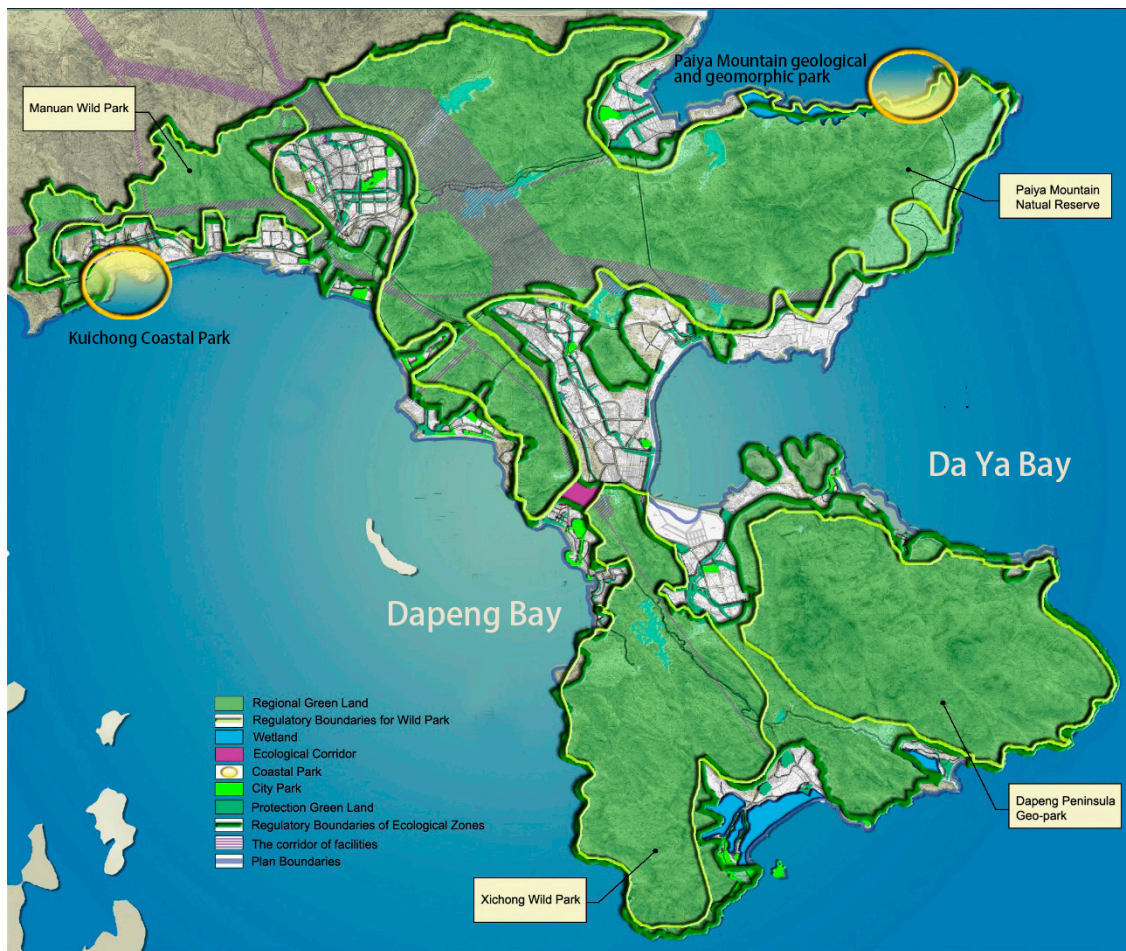 Paiya Mountain geological
and geomorphic park
Manuan Wild Park
Paiya Mountain
Natual Reserve
Kuichong Coastal Park
Da Ya Bay
Dapeng Bay
Regional Green Land
Regulatory Boundaries for Wild Park
Wetland
Ecological Corridor
Coastal Park
City Park
Protection Green Land
Regulatory Boundaries of Ecological Zones
The corridor of facilities
Plan Boundaries
Dapeng Peninsula
Geo-park
Xichong Wild Park